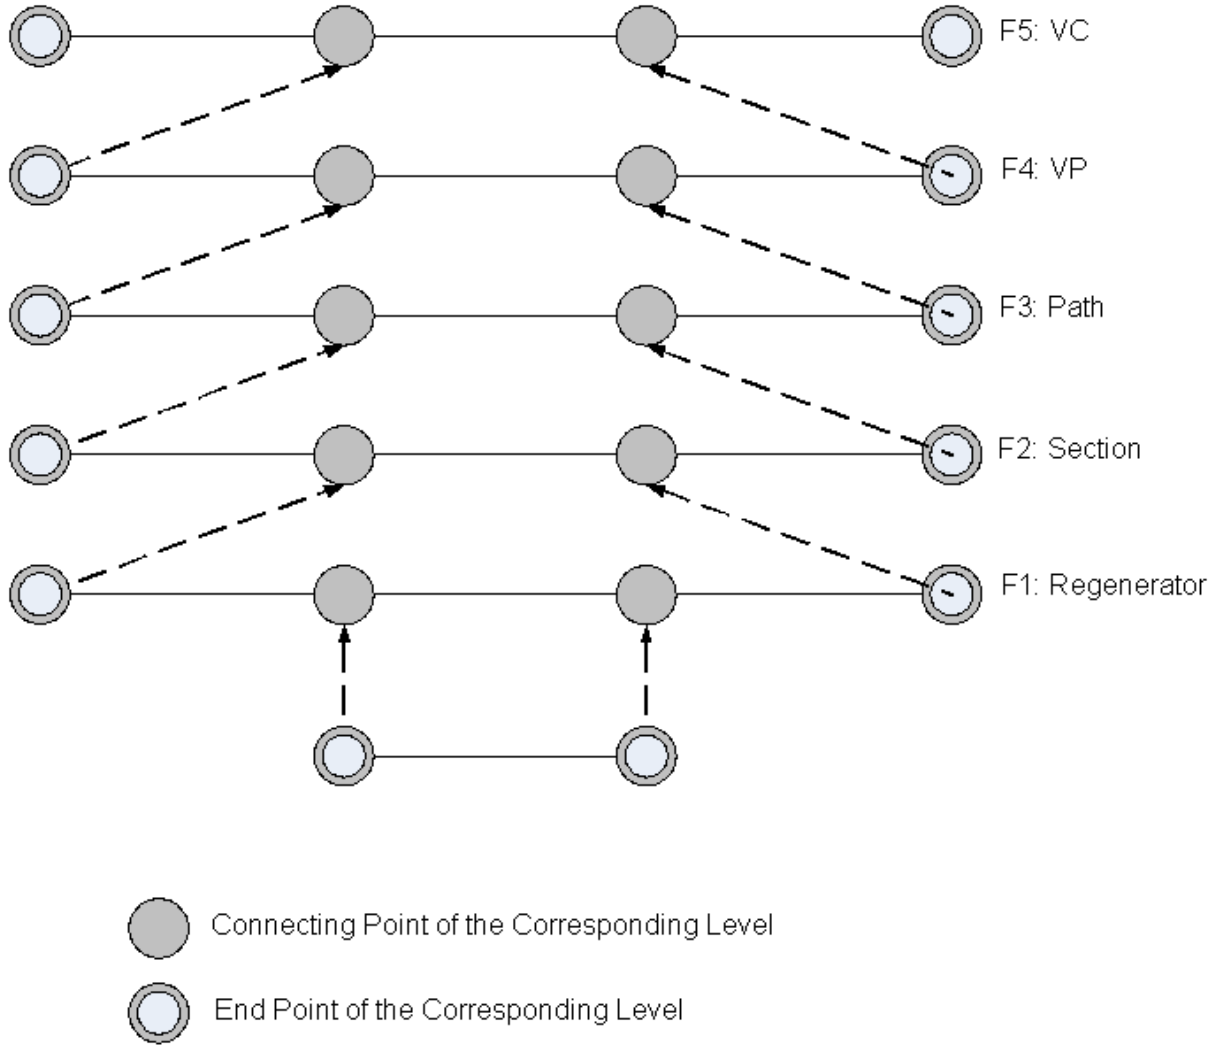 F5: VC
F4: VP
F3: Path
F2: Section
F1: Regenerator
Connecting Point of the Corresponding Level
End Point of the Corresponding Level